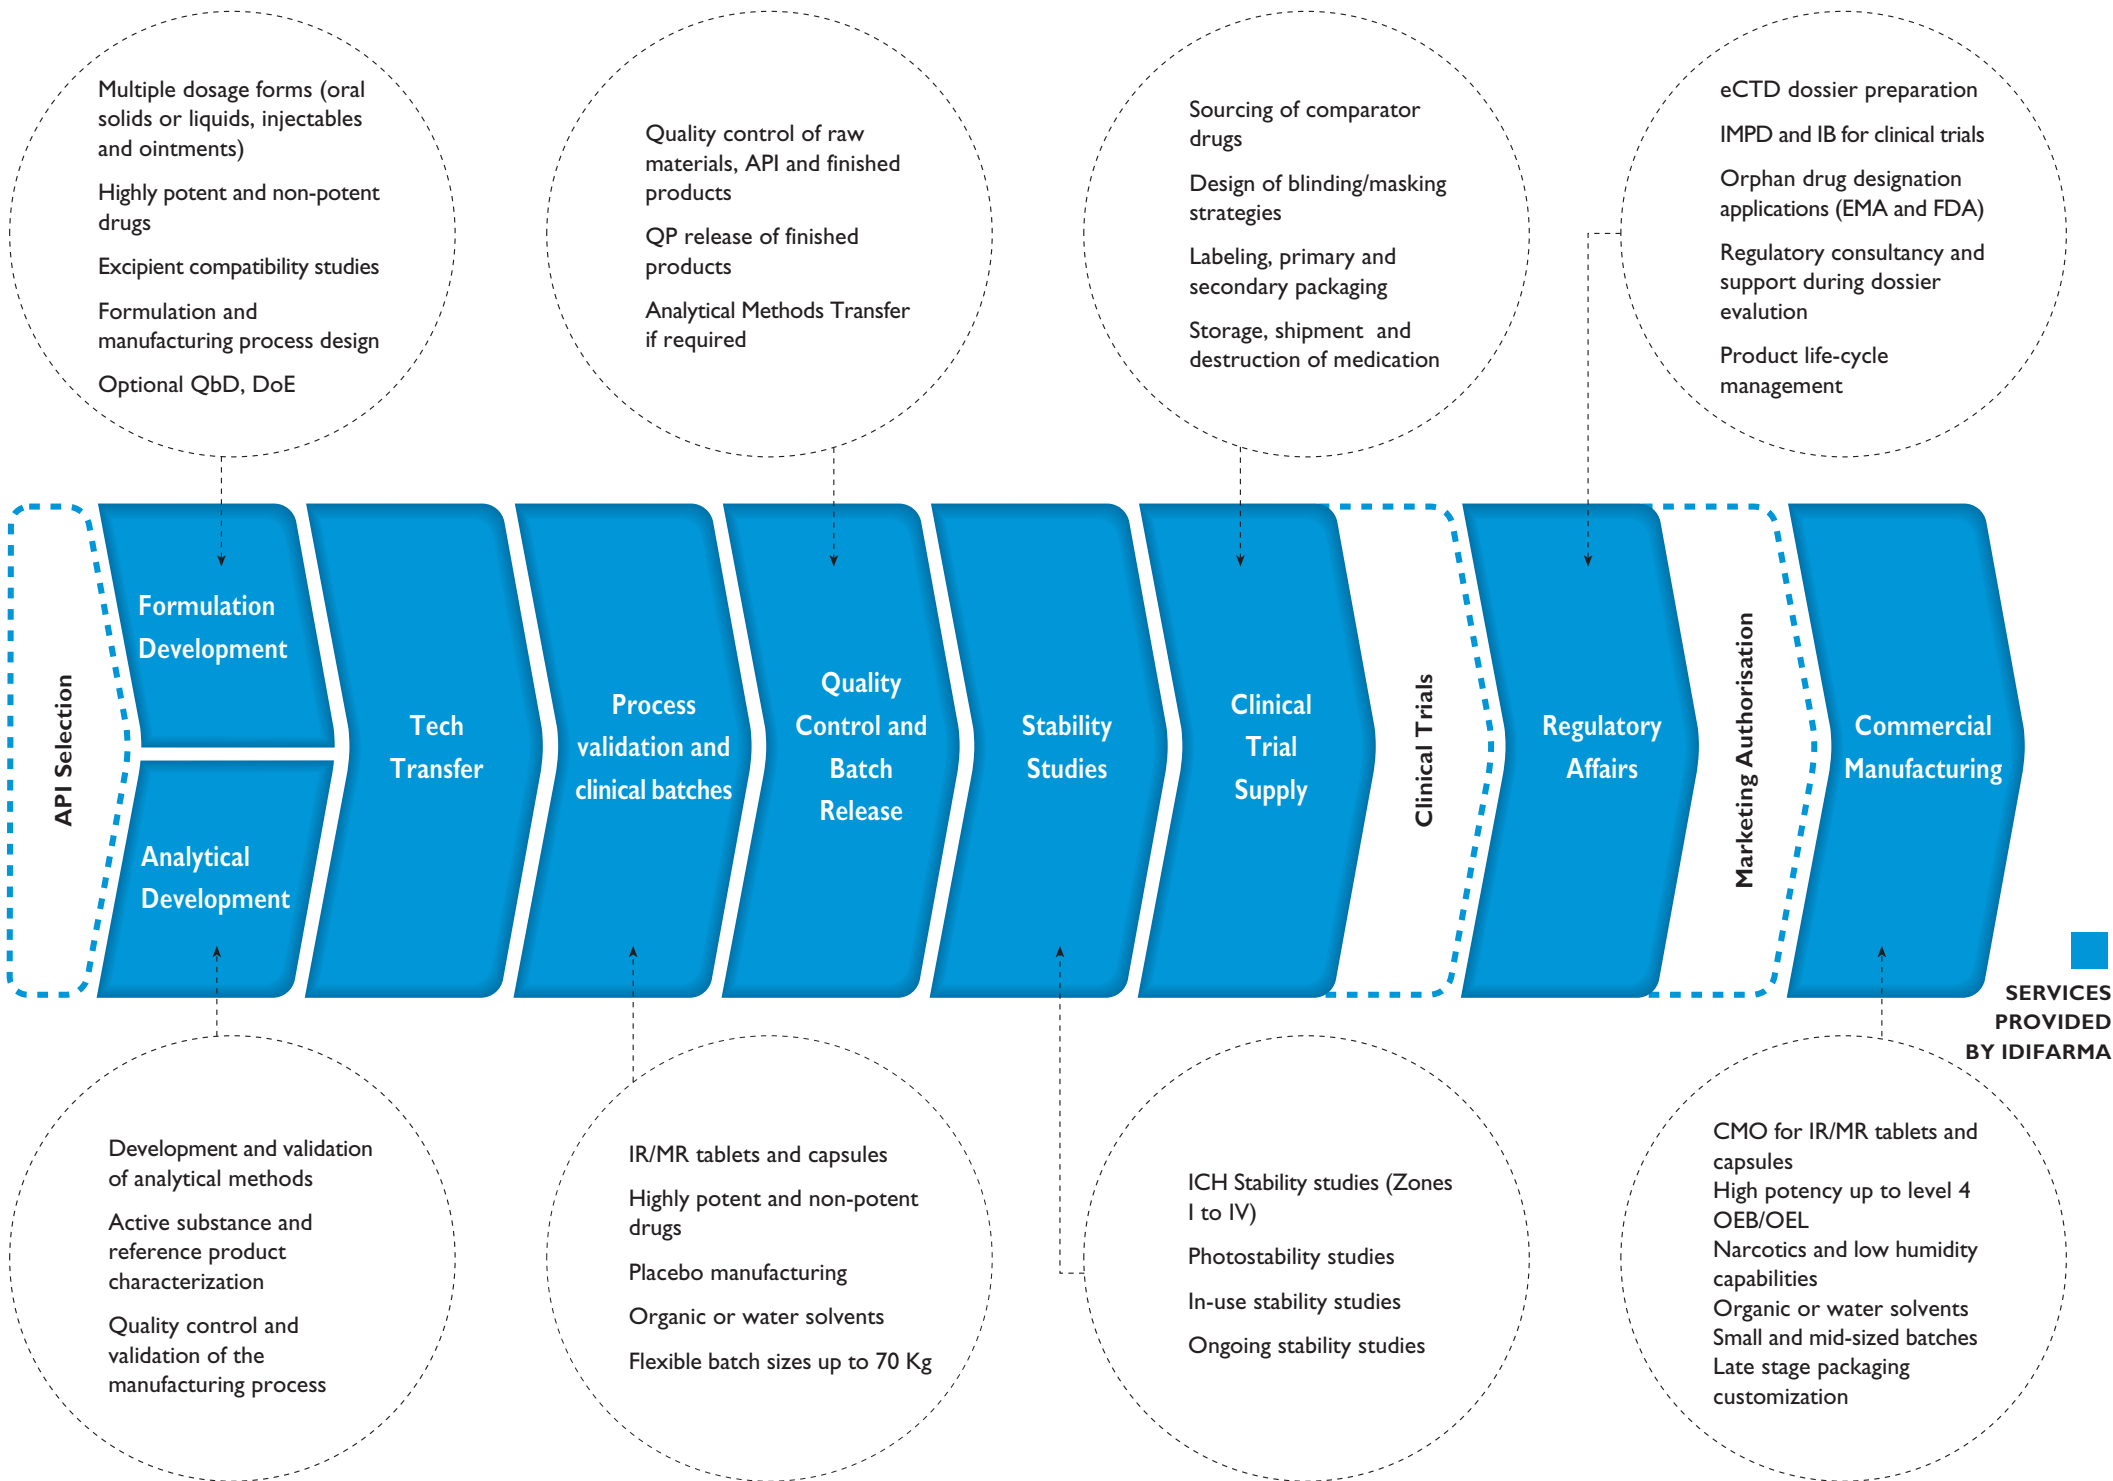 Multiple dosage forms (oral
solids or liquids, injectables
and ointments)
Highly potent and non-potent
drugs
Excipient compatibility studies
Formulation and
manufacturing process design
Optional QbD, DoE
Quality control of raw
materials, API and finished
products
QP release of finished
products
Analytical Methods Transfer
if required
Sourcing of comparator
drugs
Design of blinding/masking
strategies
Labeling, primary and
secondary packaging
Storage, shipment and
destruction of medication
eCTD dossier preparation
IMPD and IB for clinical trials
Orphan drug designation
applications (EMA and FDA)
Regulatory consultancy and
support during dossier
evalution
Product life-cycle
management
API Selection
Formulation
Development
Analytical
Development
Tech
Transfer
Process
validation and
clinical batches
Quality
Control and
Batch
Release
Stability
Studies
Clinical
Trial
Supply
Clinical Trials
Regulatory
Affairs
Marketing Authorisation
Commercial
Manufacturing
SERVICES
PROVIDED
BY IDIFARMA
Development and validation
of analytical methods
Active substance and
reference product
characterization
Quality control and
validation of the
manufacturing process
IR/MR tablets and capsules
Highly potent and non-potent
drugs
Placebo manufacturing
Organic or water solvents
Flexible batch sizes up to 70 Kg
ICH Stability studies (Zones
I to IV)
Photostability studies
In-use stability studies
Ongoing stability studies
CMO for IR/MR tablets and
capsules
High potency up to level 4
OEB/OEL
Narcotics and low humidity
capabilities
Organic or water solvents
Small and mid-sized batches
Late stage packaging
customization